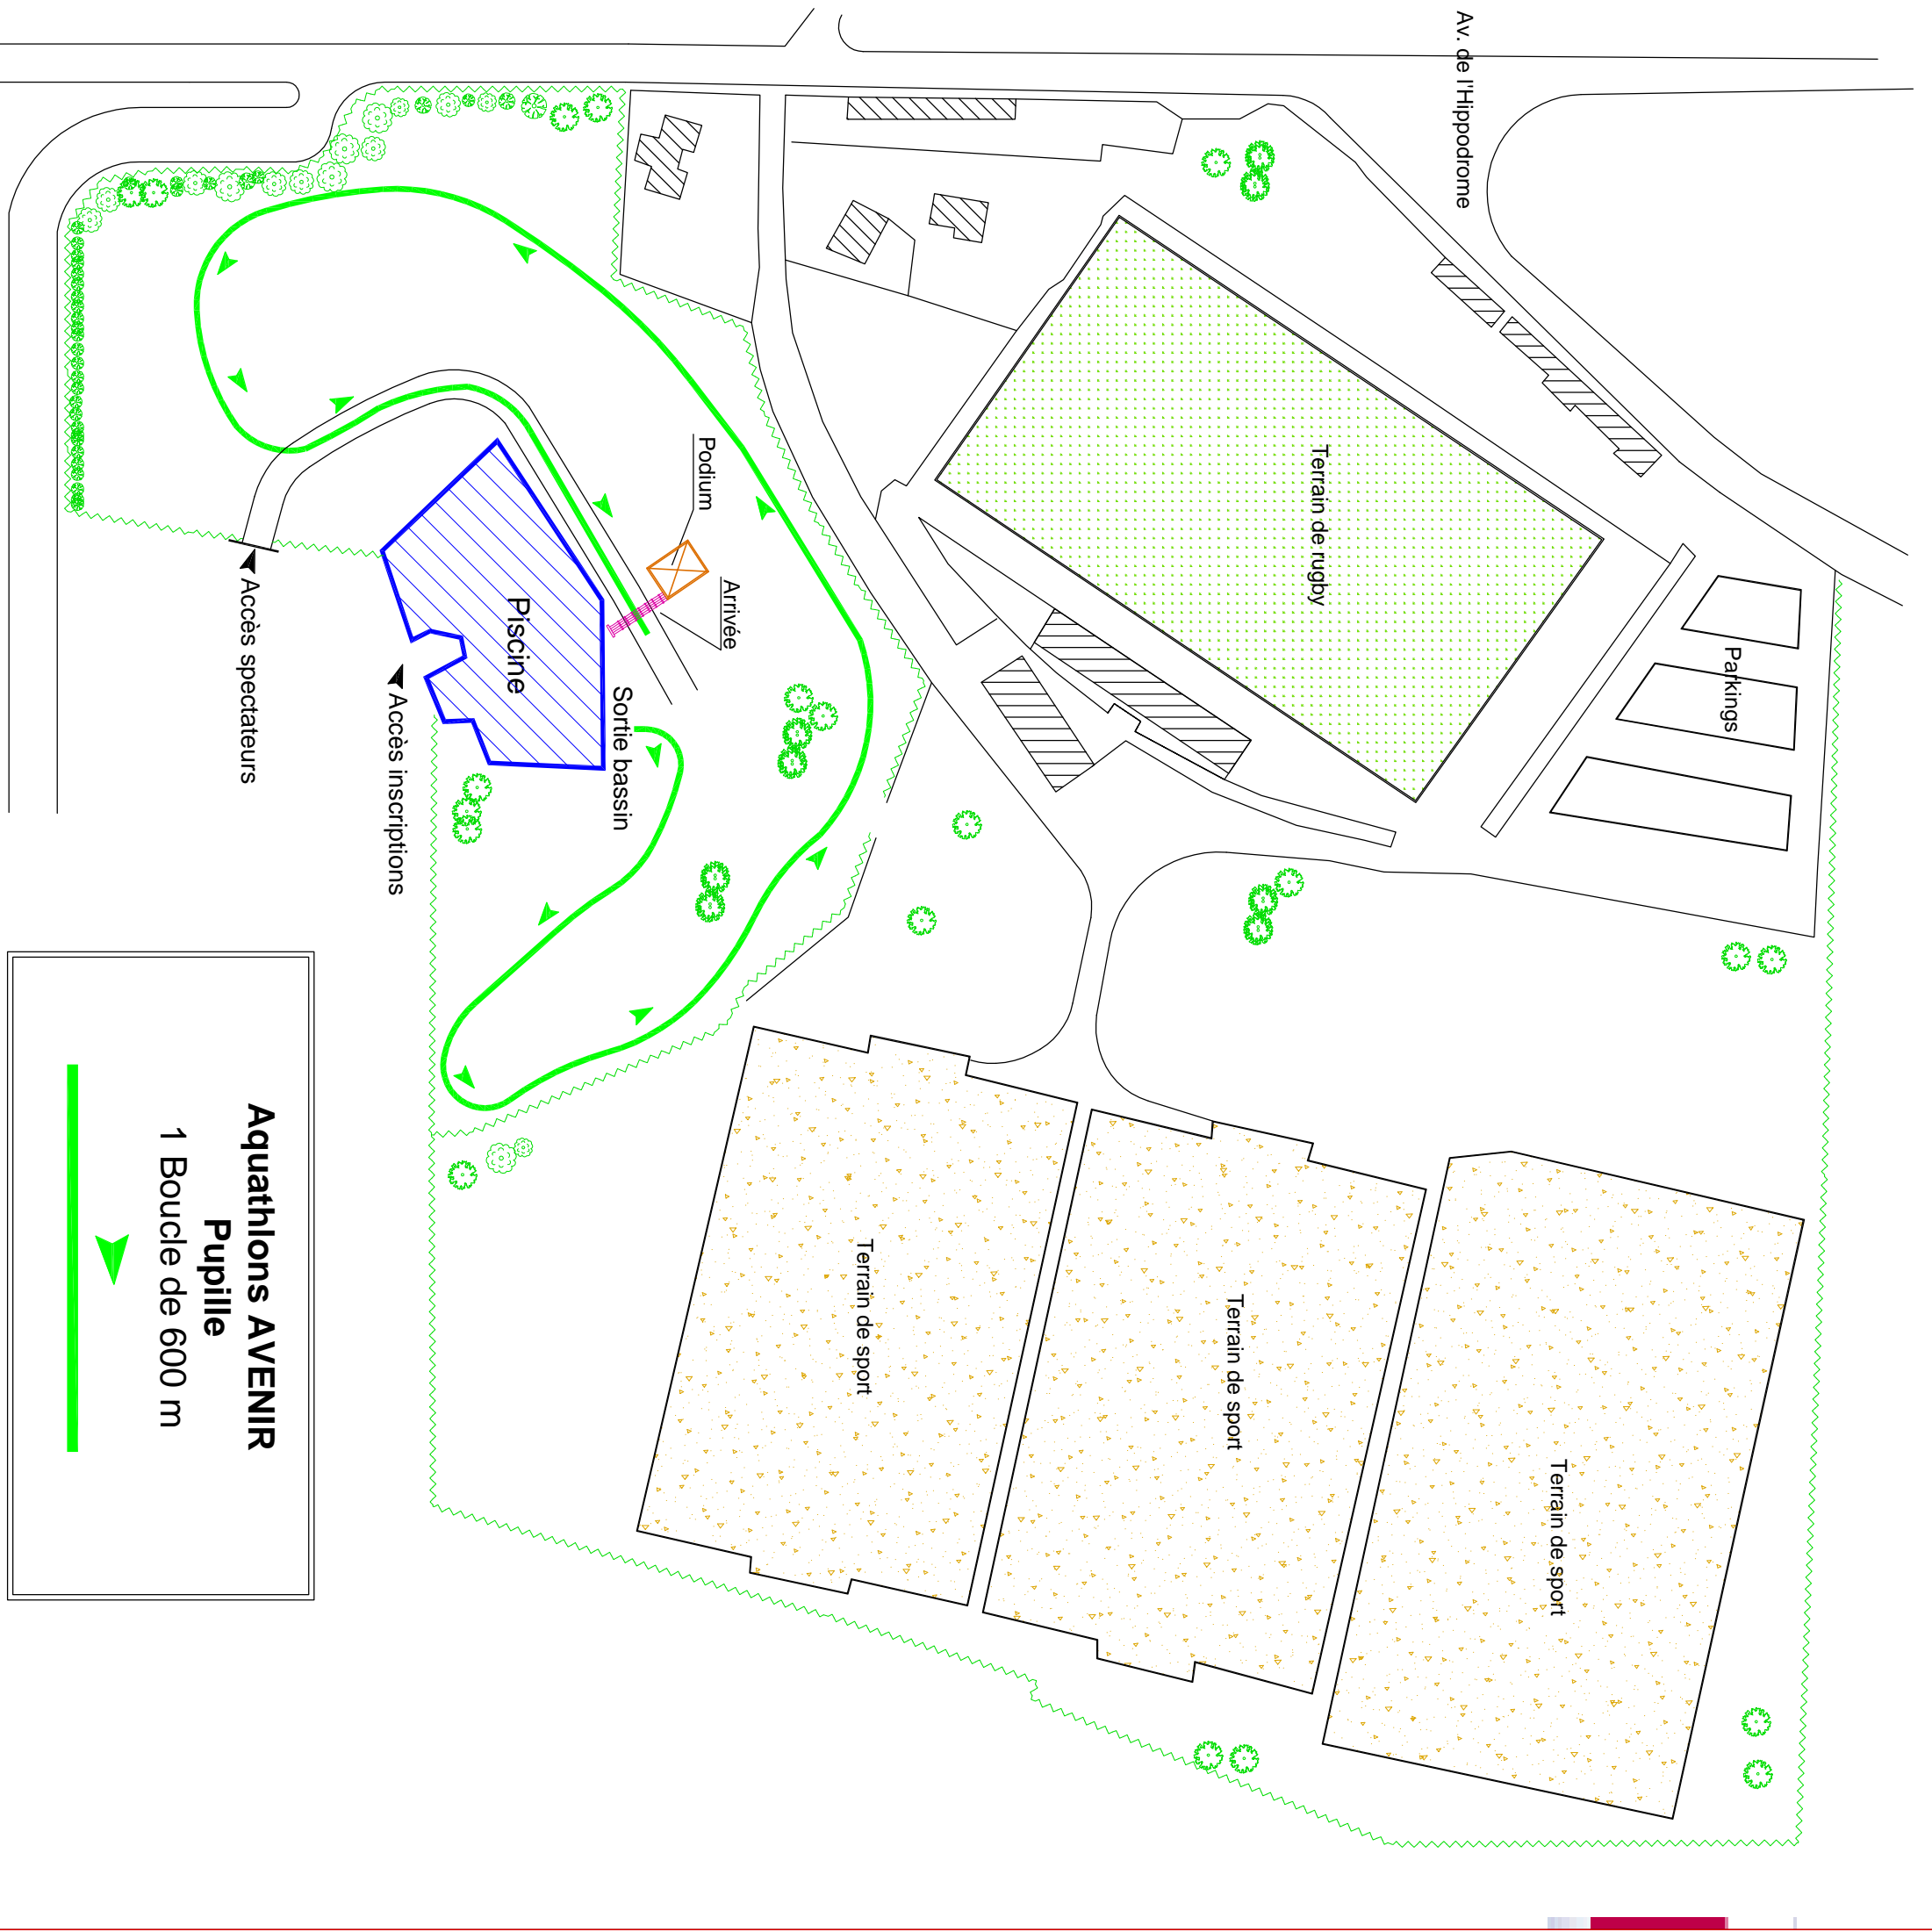 Av. de l'Hippodrome
Parkings
Terrain de rugby
Podium
Arrivée
Piscine
Sortie bassin
Accès spectateurs
Accès inscriptions
Terrain de sport
Terrain de sport
Terrain de sport
Aquathlons AVENIR
Pupille
1 Boucle de 600 m